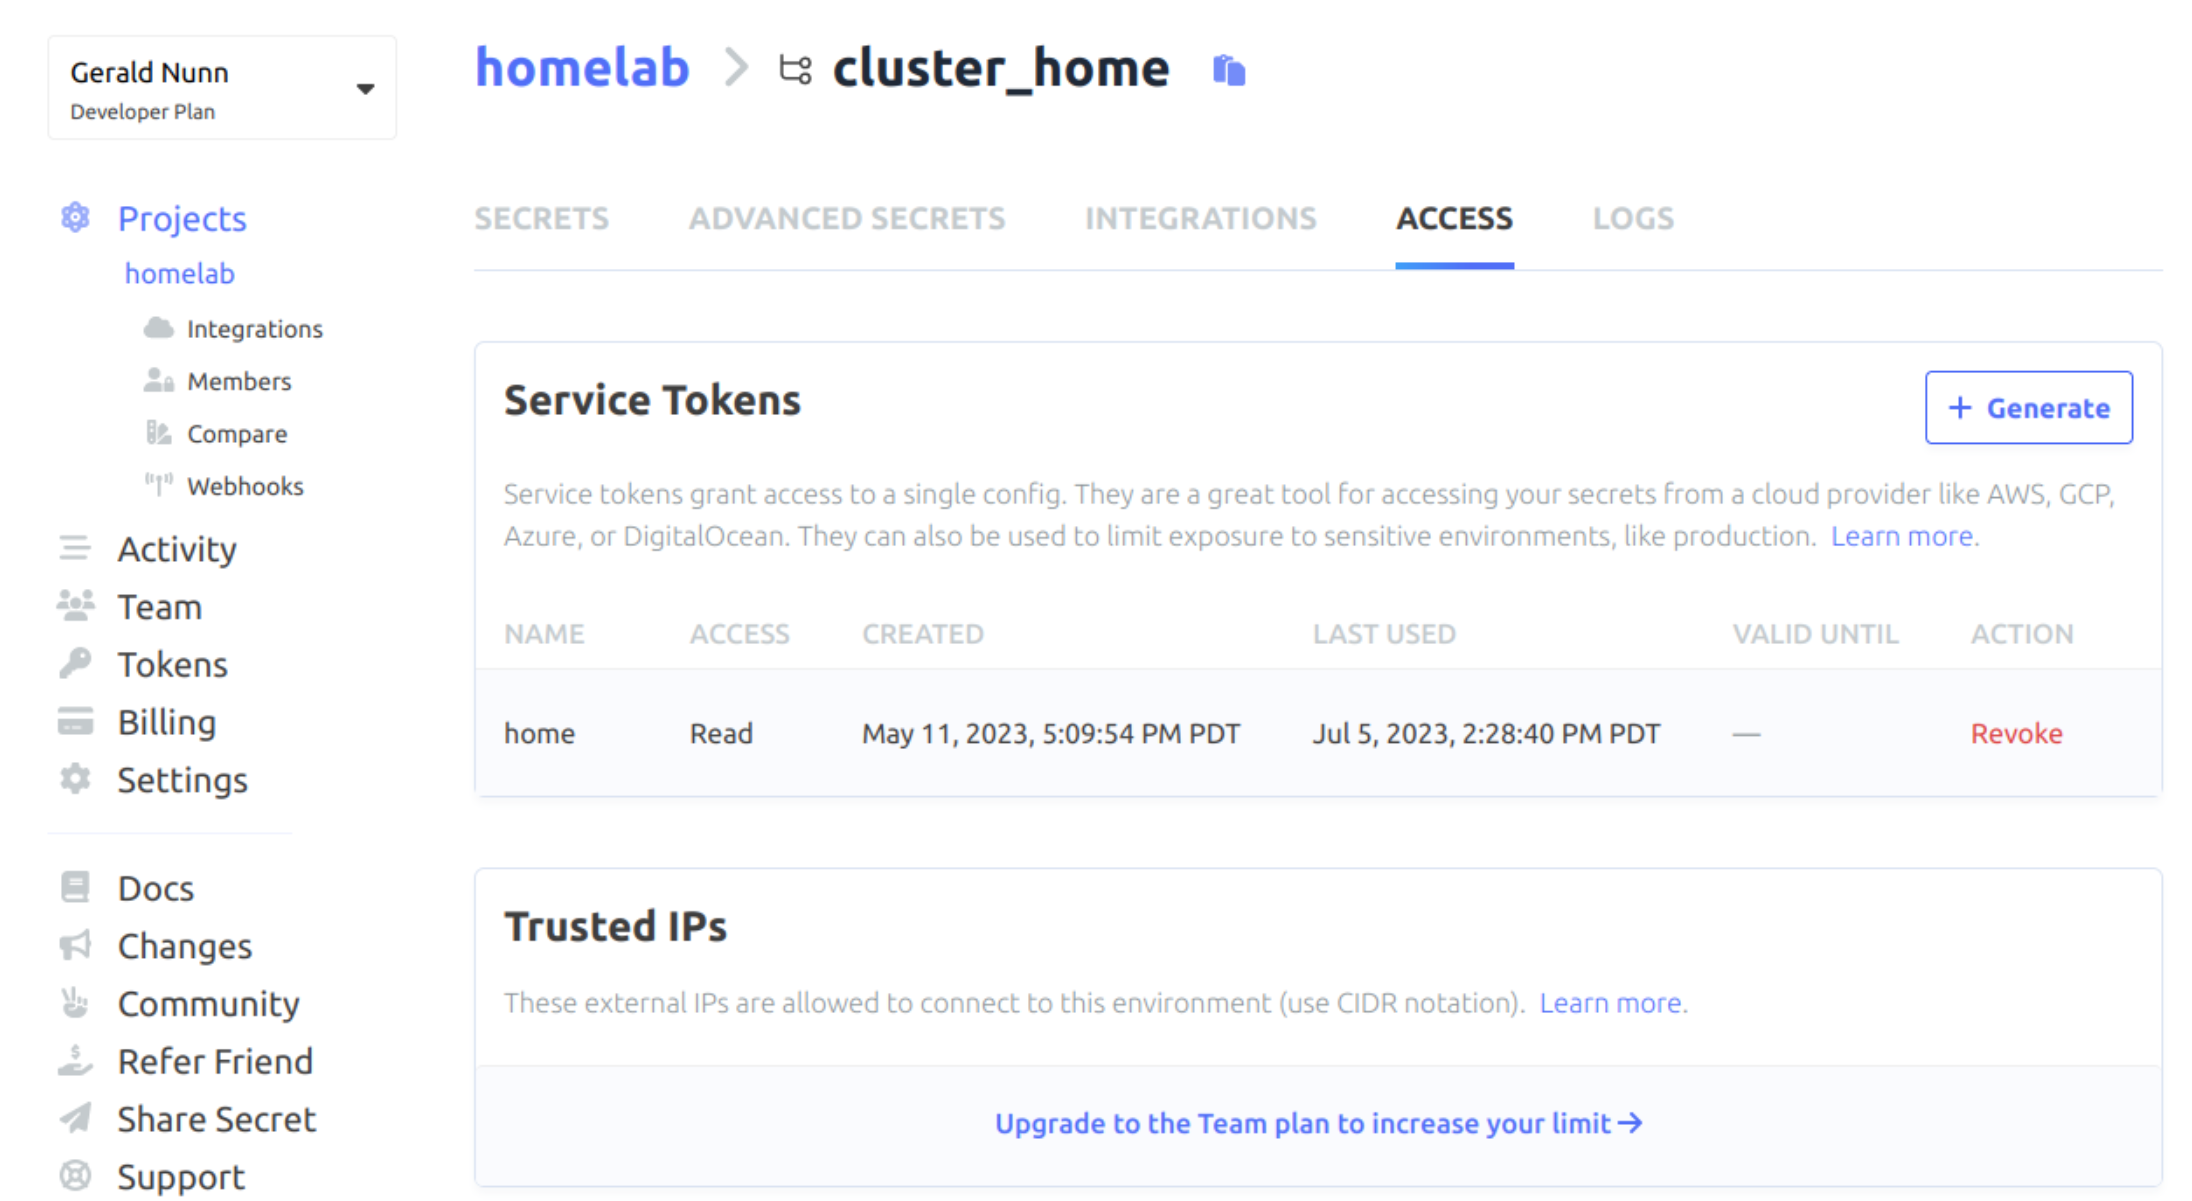 Gerald Nunn
Developer Plan
Projects
homelab
Integrations
Members
Compare
Webhooks
Activity
Team
Tokens
Billing
Settings
Docs
Changes
Community
Refer Friend
Share Secret
Support
homelab cluster_home
SECRETS ADVANCED SECRETS INTEGRATIONS ACCESS LOGS
Service Tokens
+ Generate
Service tokens grant access to a single config. They are a great tool for accessing your secrets from a cloud provider like AWS, GCP,
Azure, or DigitalOcean. They can also be used to limit exposure to sensitive environments, like production. Learn more.
NAME ACCESS CREATED LAST USED VALID UNTIL ACTION
home Read May 11, 2023, 5:09:54 PM PDT Jul 5, 2023, 2:28:40 PM PDT — Revoke
Trusted IPs
These external IPs are allowed to connect to this environment (use CIDR notation). Learn more.
Upgrade to the Team plan to increase your limit →